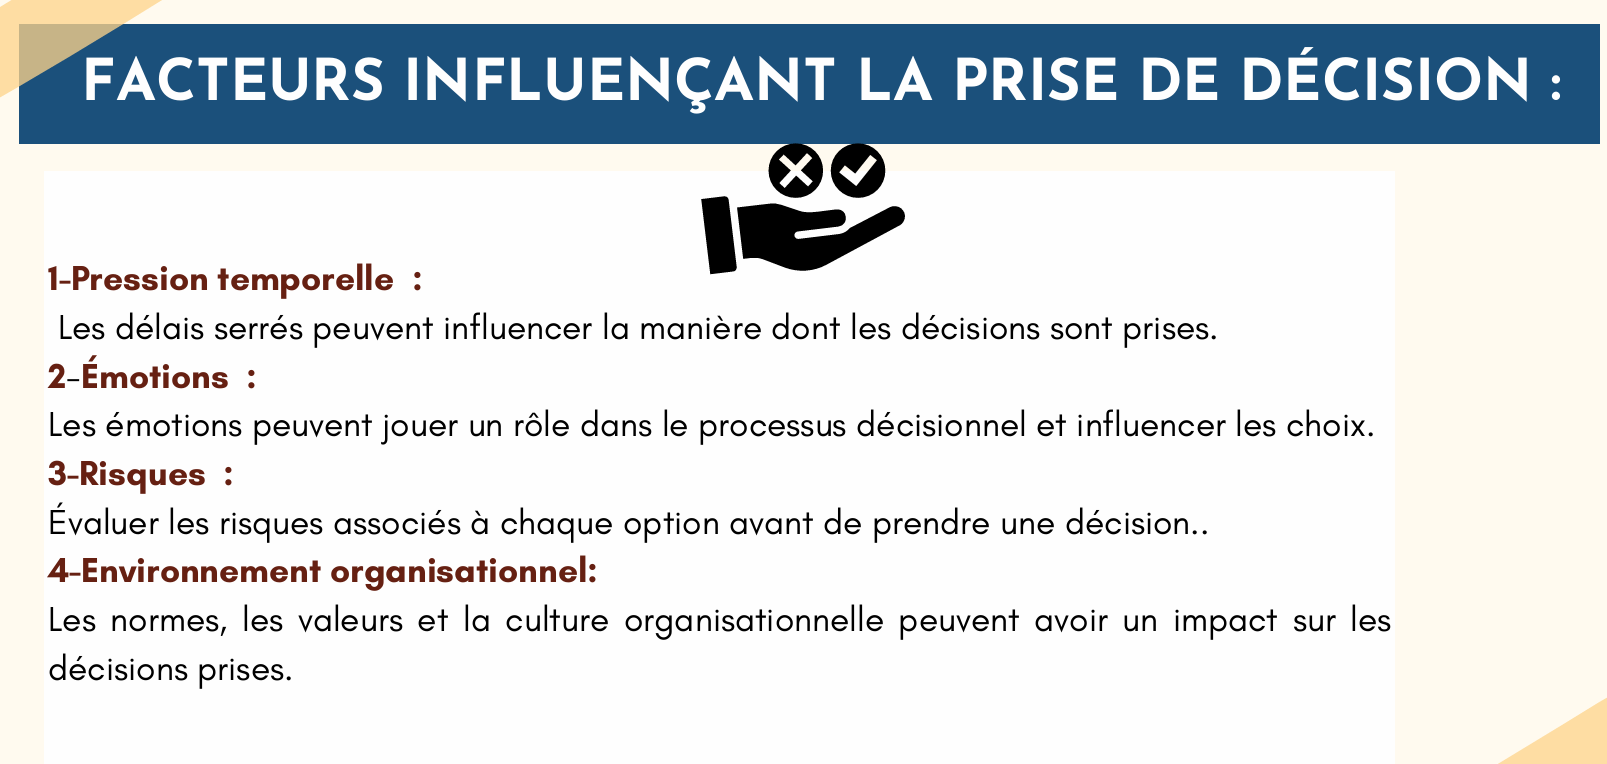 FACTEURS INFLUENÇANT LA PRISE DE DÉCISION :
1-Pression temporelle :
Les délais serrés peuvent influencer la manière dont les décisions sont prises.
2-Émotions :
Les émotions peuvent jouer un rôle dans le processus décisionnel et influencer les choix.
3-Risques :
Évaluer les risques associés à chaque option avant de prendre une décision..
4-Environnement organisationnel:
Les normes, les valeurs et la culture organisationnelle peuvent avoir un impact sur les
décisions prises.